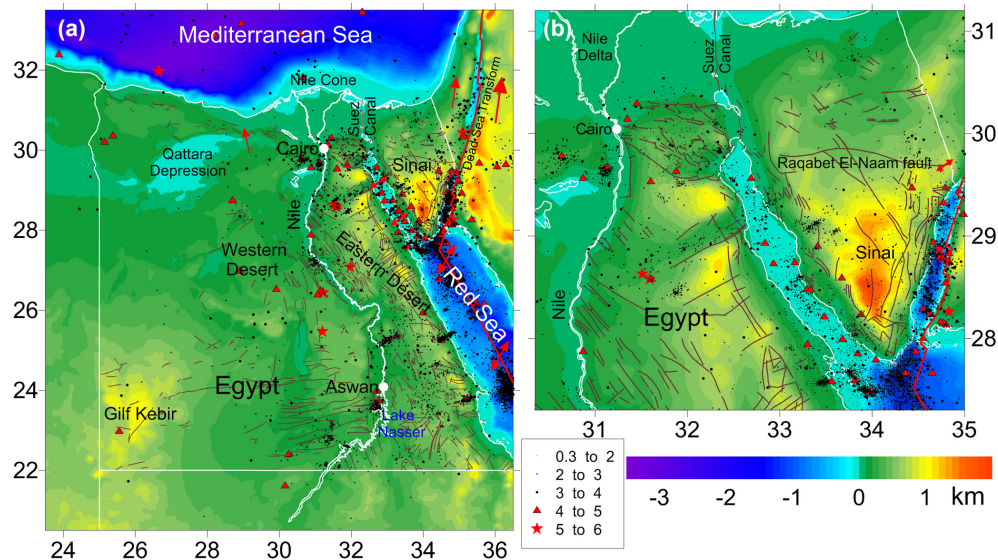 (a)
Mediterranean Sea
Nile Cone
Suez
Canal
Dead Sea Transform
Cairo
Sinai
Qattara
Depression
Nile
Western
Desert
Eastern Desert
Red Sea
Egypt
Aswan
Lake
Nasser
Gilf Kebir
32
30
28
26
24
22
24 26 28 30 32 34 36
(b)
Nile
Delta
Suez
Canal
Cairo
Raqabet El-Naam fault
Sinai
Nile
Egypt
31
30
29
28
31 32 33 34 35
0.3 to 2
2 to 3
3 to 4
4 to 5
5 to 6
-3 -2 -1 0 1 km